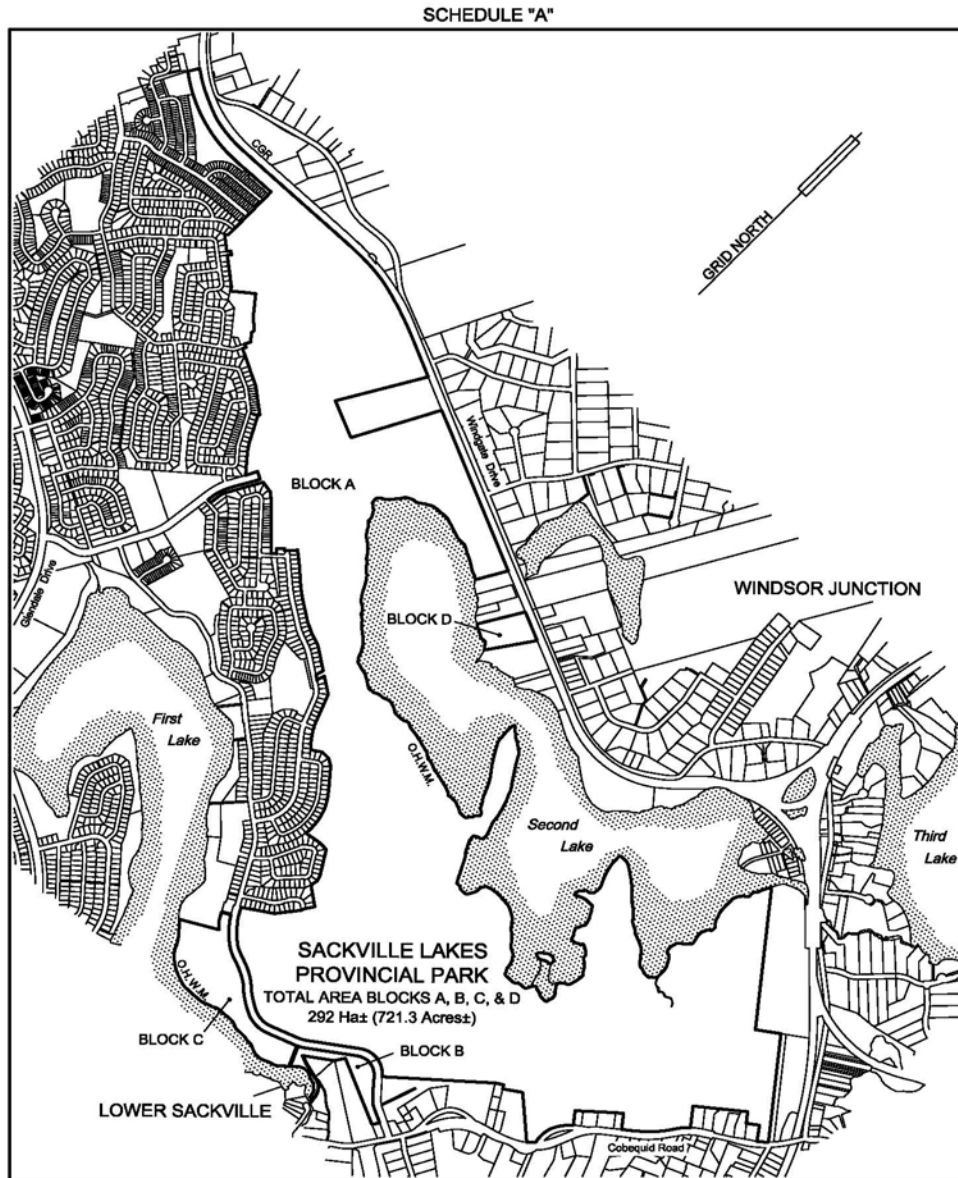 SCHEDULE "A"
CGR
GRID NORTH
Windgate Drive
BLOCK A
WINDSOR JUNCTION
BLOCK D
Glendale Drive
First
Lake
O.H.W.M.
Second
Lake
Third
Lake
SACKVILLE LAKES
PROVINCIAL PARK
TOTAL AREA BLOCKS A, B, C, & D
292 Ha± (721.3 Acres±)
O.H.W.M.
BLOCK C
BLOCK B
LOWER SACKVILLE
Cobequid Road